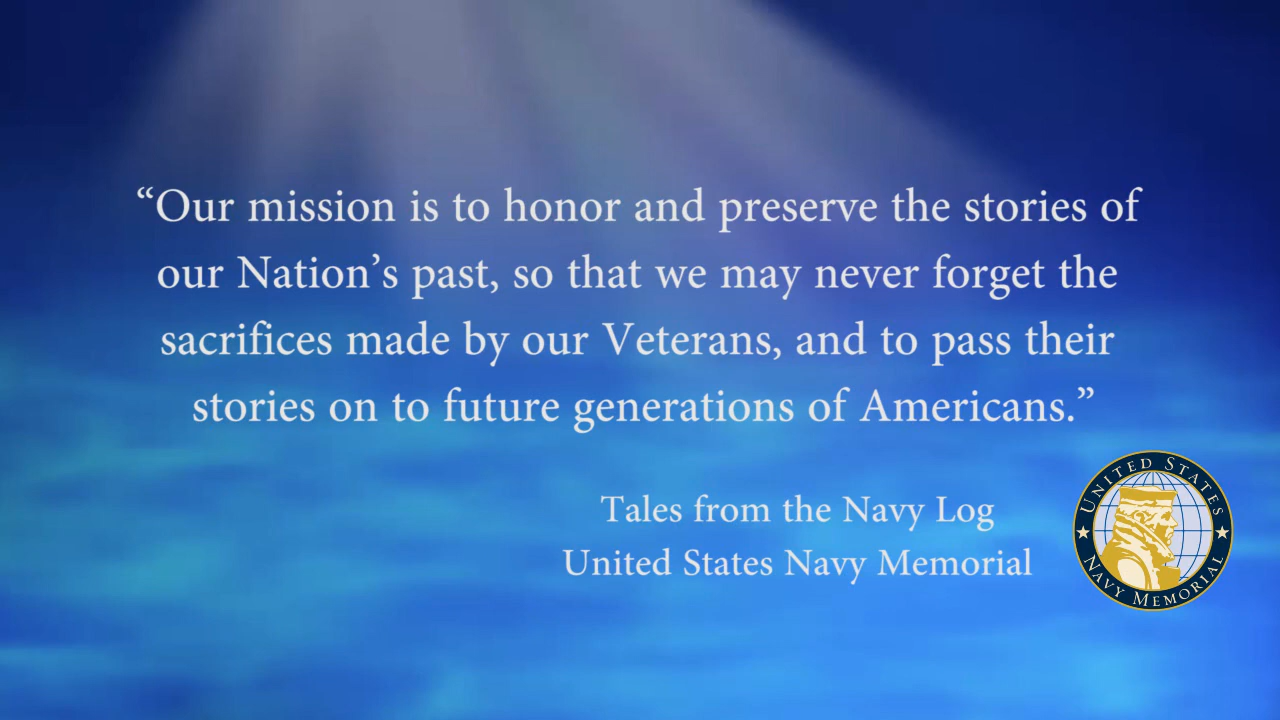 “Our mission is to honor and preserve the stories of
our Nation’s past, so that we may never forget the
sacrifices made by our Veterans, and to pass their
stories on to future generations of Americans.”
Tales from the Navy Log
United States Navy Memorial
UNITED STATES
NAVY MEMORIAL